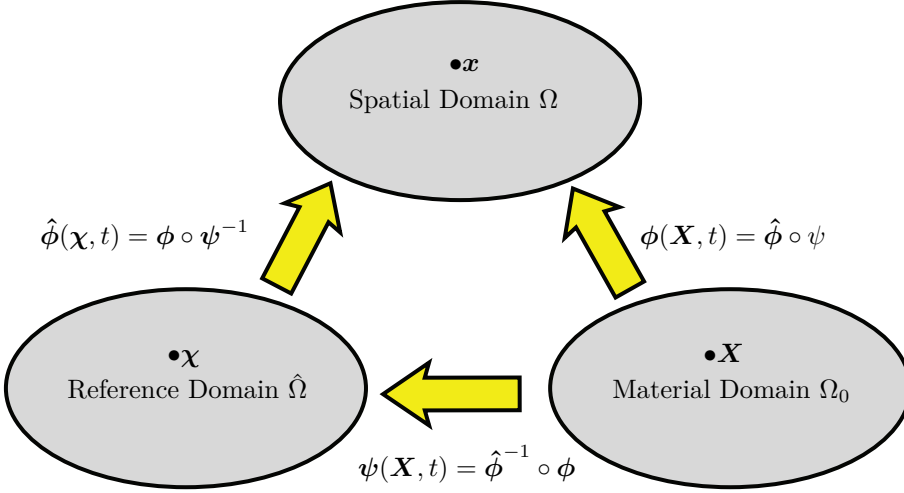 •𝒙
Spatial Domain Ω
𝝓̂(𝝌, t) = 𝝓 ∘ 𝝍⁻¹
𝝓(𝑿, t) = 𝝓̂ ∘ ψ
•𝝌
Reference Domain Ω̂
•𝑿
Material Domain Ω₀
𝝍(𝑿, t) = 𝝓̂⁻¹ ∘ 𝝓